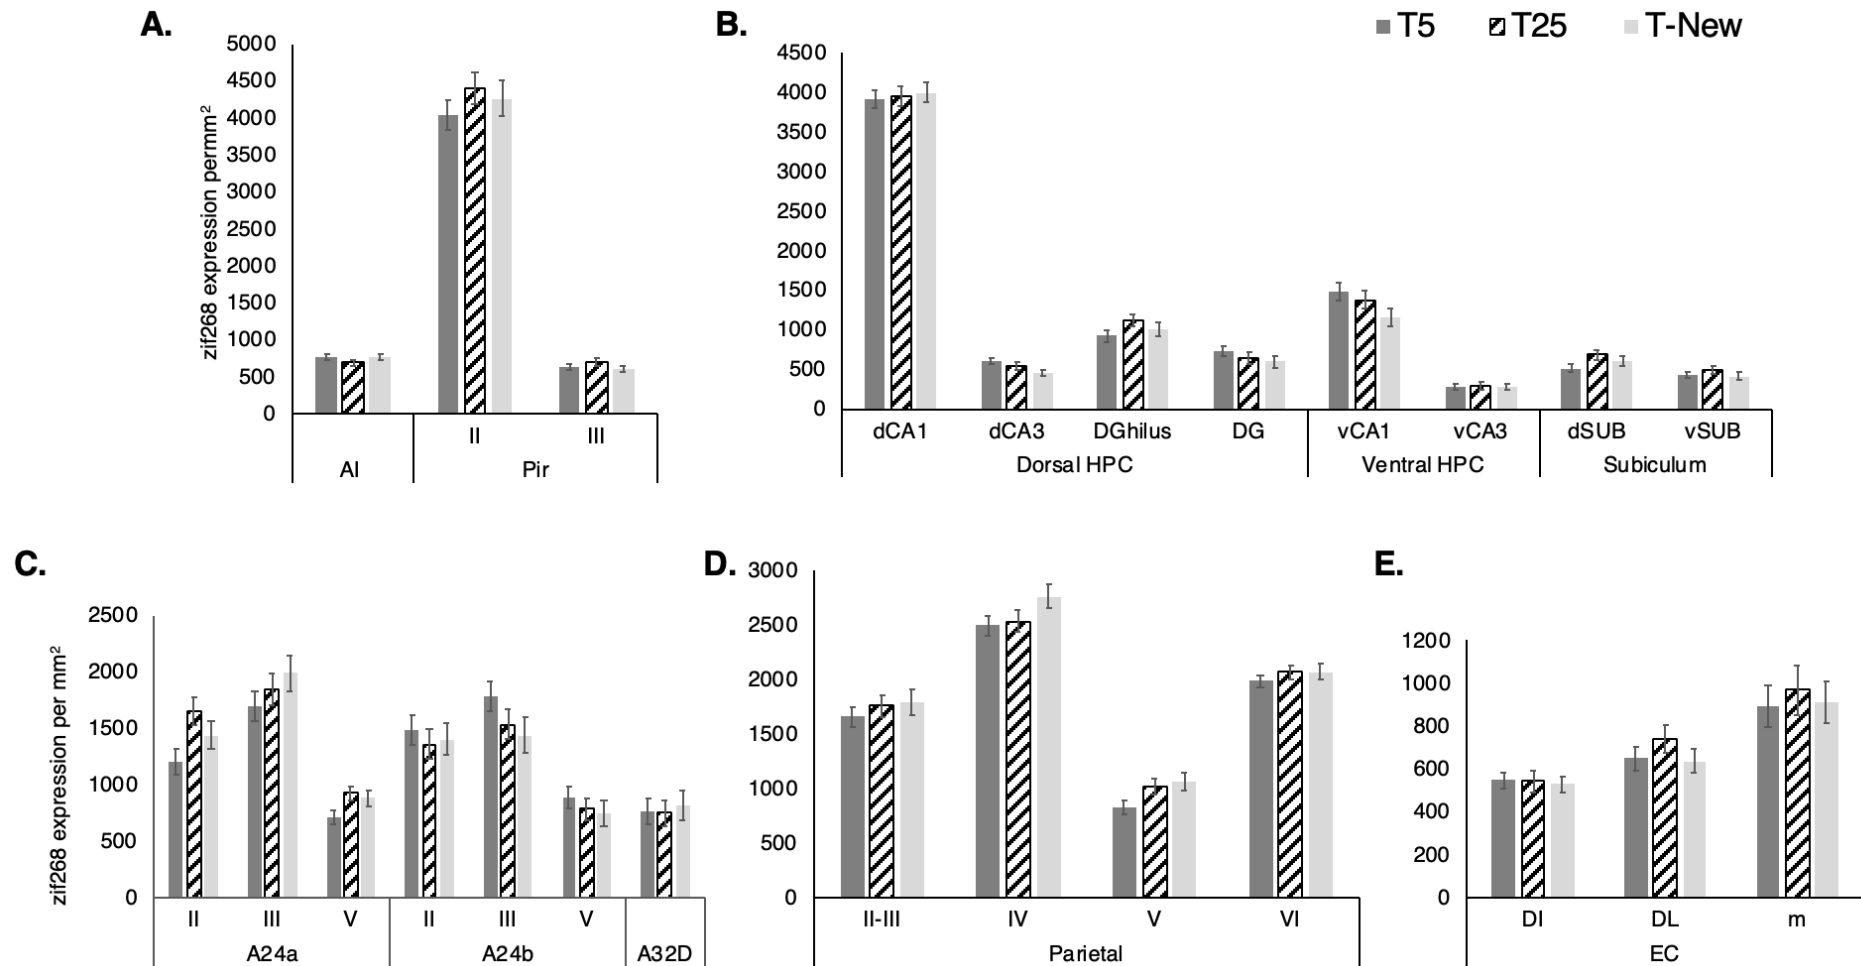 A.
zif268 expression permm²
5000
4500
4000
3500
3000
2500
2000
1500
1000
500
0
II III
AI Pir
B.
T5 T25 T-New
4500
4000
3500
3000
2500
2000
1500
1000
500
0
dCA1 dCA3 DGhilus DG vCA1 vCA3 dSUB vSUB
Dorsal HPC Ventral HPC Subiculum
C.
zif268 expression per mm²
2500
2000
1500
1000
500
0
II III V II III V
A24a A24b A32D
D.
3000
2500
2000
1500
1000
500
0
II-III IV V VI
Parietal
E.
1200
1000
800
600
400
200
0
DI DL m
EC